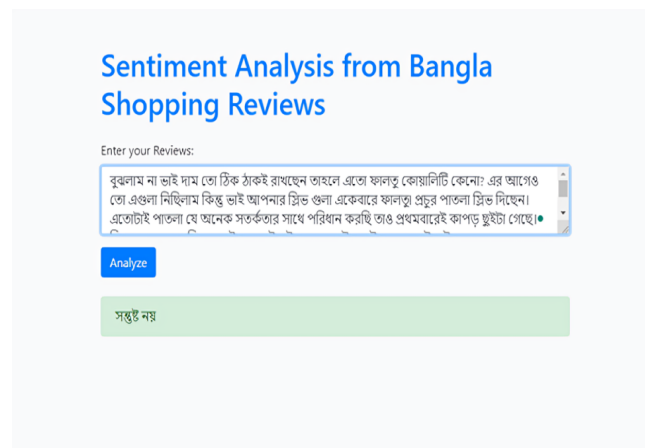 Sentiment Analysis from Bangla
Shopping Reviews
Enter your Reviews:
বুঝলাম না ভাই দাম তো ঠিক ঠাকই রাখছেন তাহলে এতো ফালতু কোয়ালিটি কেনো? এর আগেও
তো এগুলা নিছিলাম কিন্তু ভাই আপনার স্লিভ গুলা একেবারে ফালতু। প্রচুর পাতলা স্লিভ দিছেন।
এতোটাই পাতলা যে অনেক সতর্কতার সাথে পরিধান করছি তাও প্রথমবারেই কাপড় ছুইটা গেছে।
Analyze
সন্তুষ্ট নয়